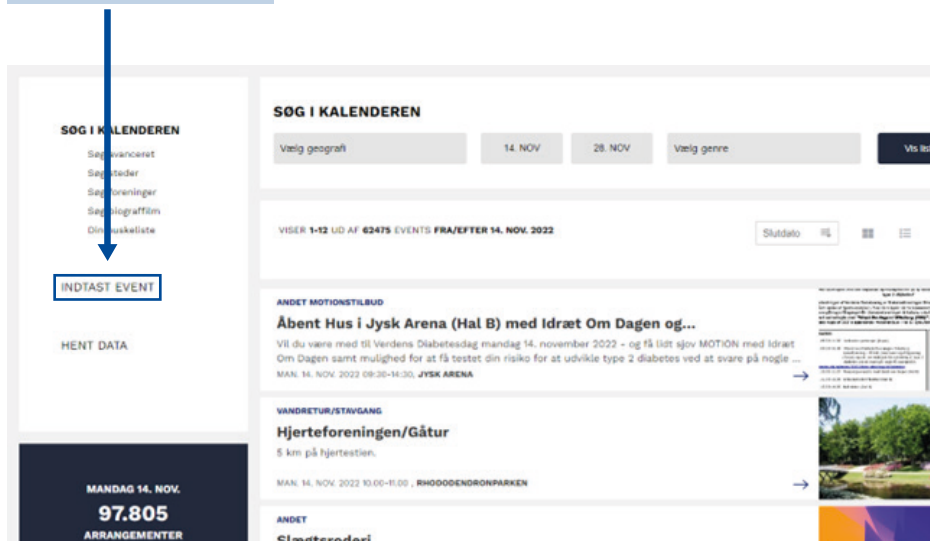 SØG I KALENDEREN
Søg steder
Søg foreninger
Søg biograffilm
INDTAST EVENT
HENT DATA
MANDAG 14. NOV.
97.805
ARRANGEMENTER
SØG I KALENDEREN
Vælg geografi
14. NOV
28. NOV
Vælg genre
Vis lis
VISER 1-12 UD AF 62475 EVENTS FRA/EFTER 14. NOV. 2022
Slutdato
ANDET MOTIONSTILBUD
Åbent Hus i Jysk Arena (Hal B) med Idræt Om Dagen og...
Vil du være med til Verdens Diabetesdag mandag 14. november 2022 - og få lidt sjov MOTION med Idræt
Om Dagen samt mulighed for at få testet din risiko for at udvikle type 2 diabetes ved at svare på nogle ...
MAN. 14. NOV. 2022 09:30-14:30, JYSK ARENA
VANDRETUR/STAVGANG
Hjerteforeningen/Gåtur
5 km på hjertestien.
MAN. 14. NOV. 2022 10.00-11.00 , RHODODENDRONPARKEN
ANDET
Slægtsrederi